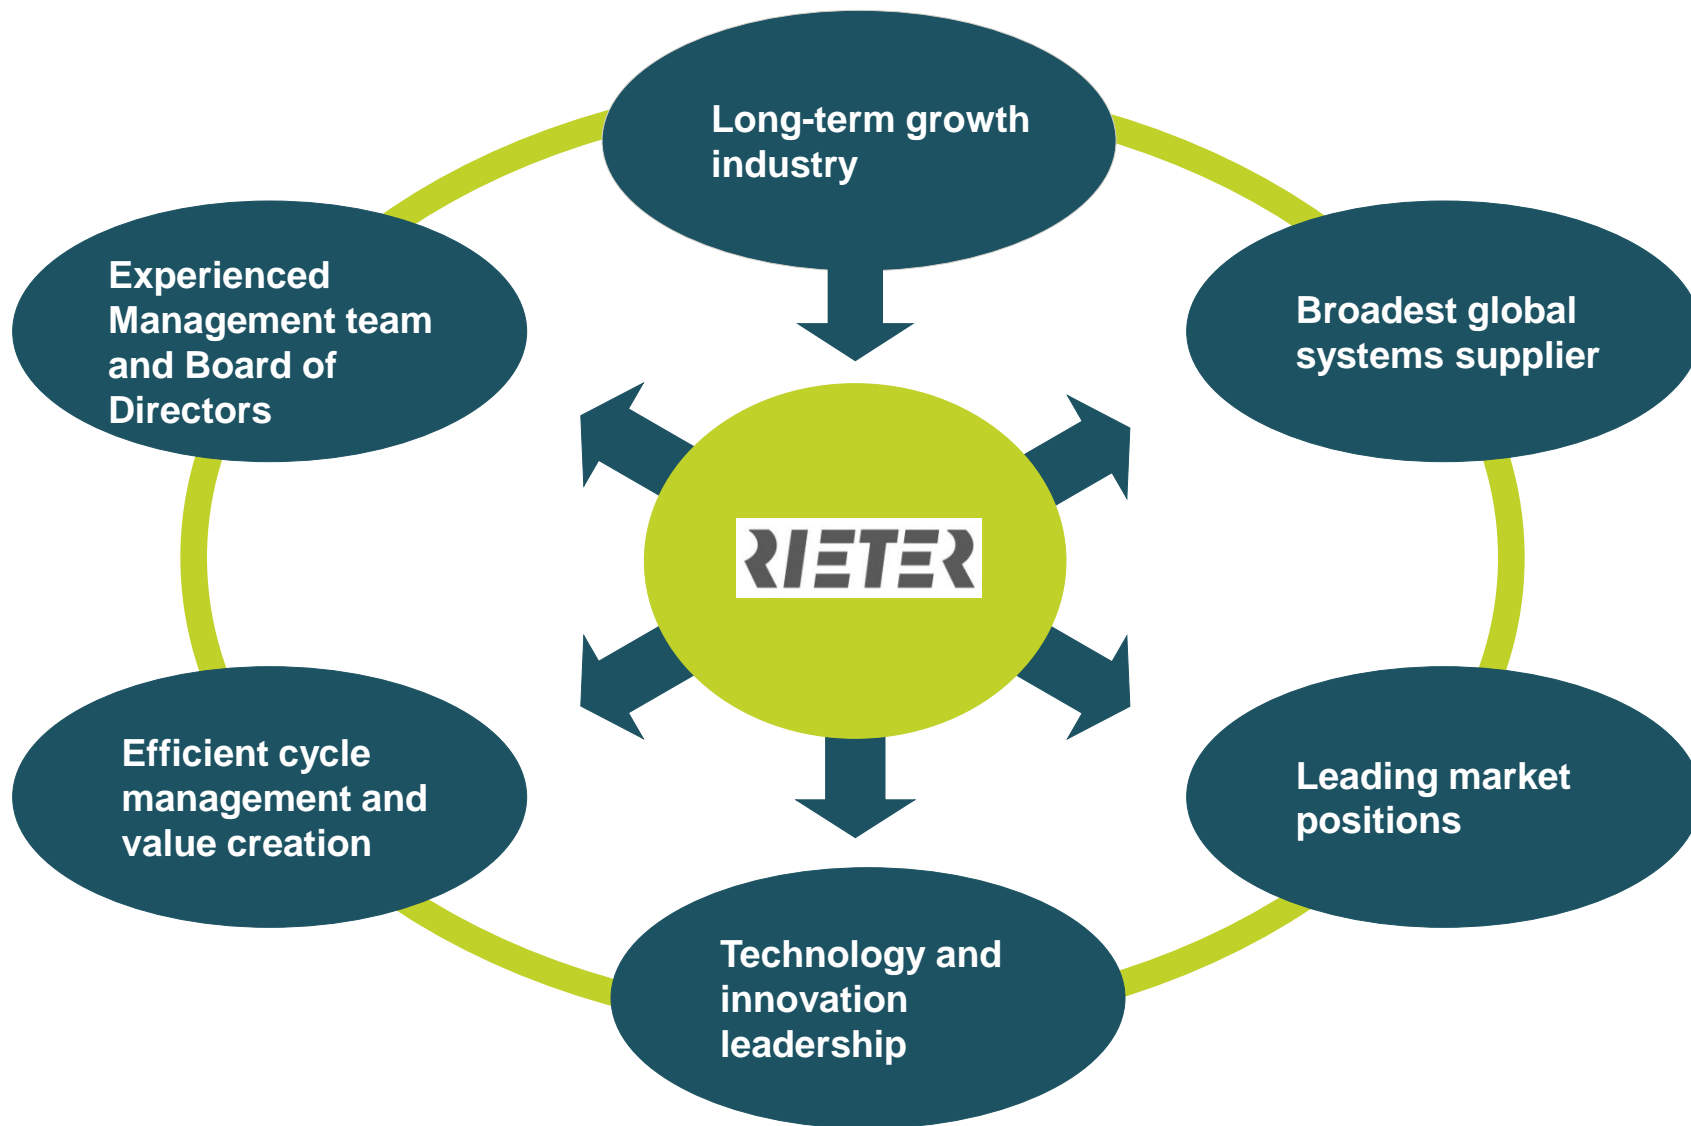 Long-term growth
industry
Broadest global
systems supplier
Leading market
positions
Technology and
innovation
leadership
Efficient cycle
management and
value creation
Experienced
Management team
and Board of
Directors
RIETER